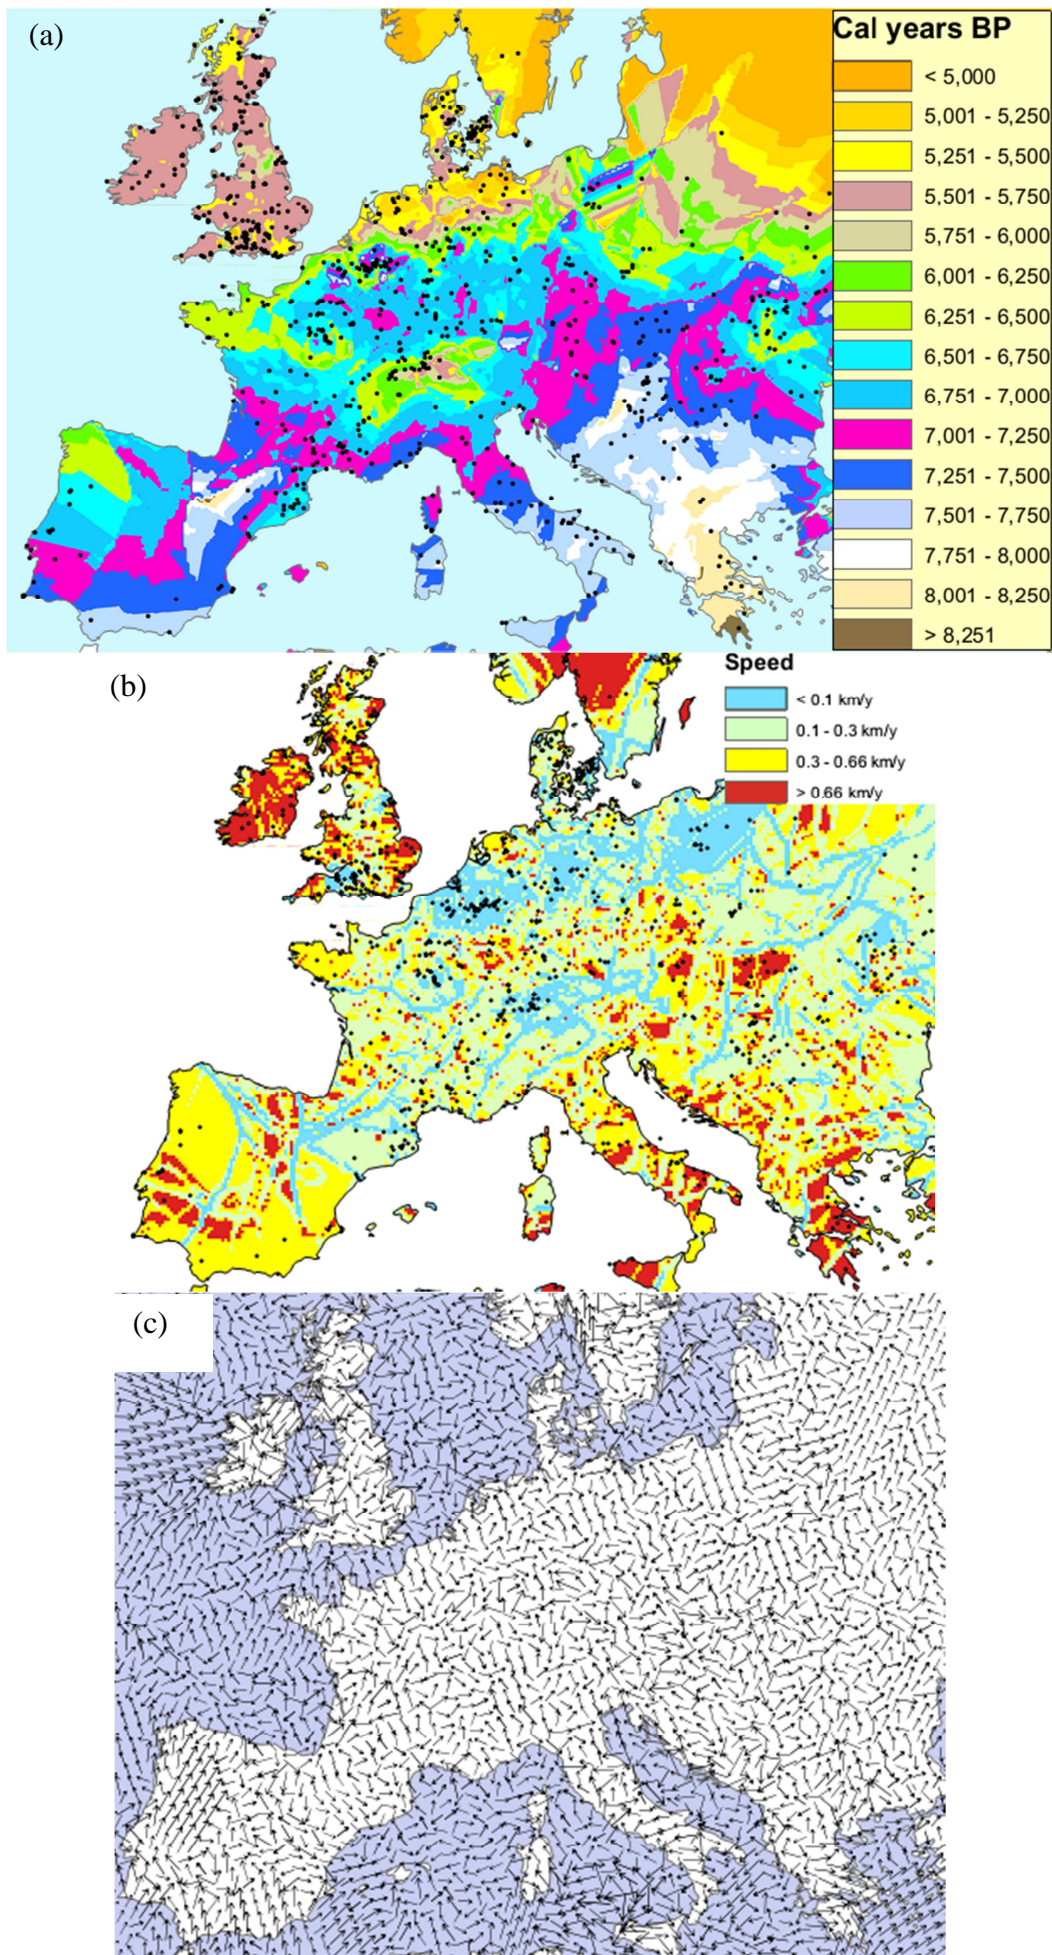 (a)
Cal years BP
< 5,000
5,001 - 5,250
5,251 - 5,500
5,501 - 5,750
5,751 - 6,000
6,001 - 6,250
6,251 - 6,500
6,501 - 6,750
6,751 - 7,000
7,001 - 7,250
7,251 - 7,500
7,501 - 7,750
7,751 - 8,000
8,001 - 8,250
> 8,251
(b)
Speed
< 0.1 km/y
0.1 - 0.3 km/y
0.3 - 0.66 km/y
> 0.66 km/y
(c)